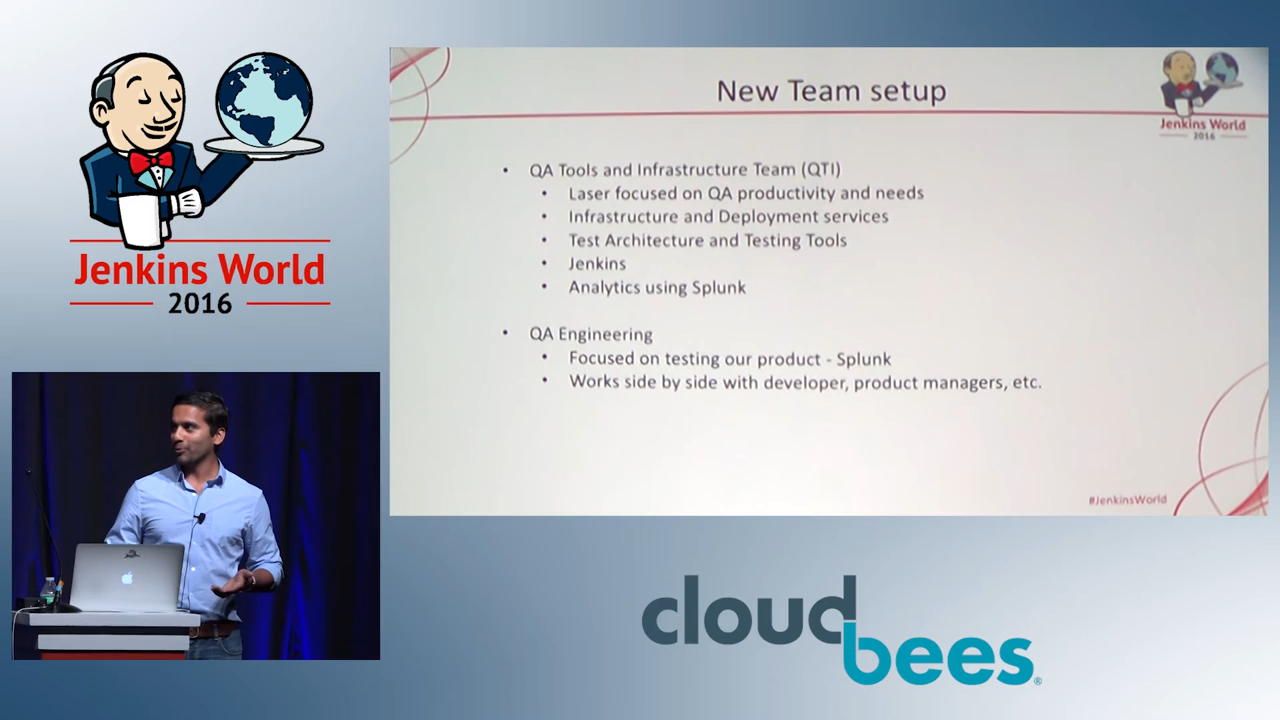 Jenkins World
2016
New Team setup
Jenkins World
2016
• QA Tools and Infrastructure Team (QTI)
• Laser focused on QA productivity and needs
• Infrastructure and Deployment services
• Test Architecture and Testing Tools
• Jenkins
• Analytics using Splunk
• QA Engineering
• Focused on testing our product - Splunk
• Works side by side with developer, product managers, etc.
#JenkinsWorld
cloud
bees®